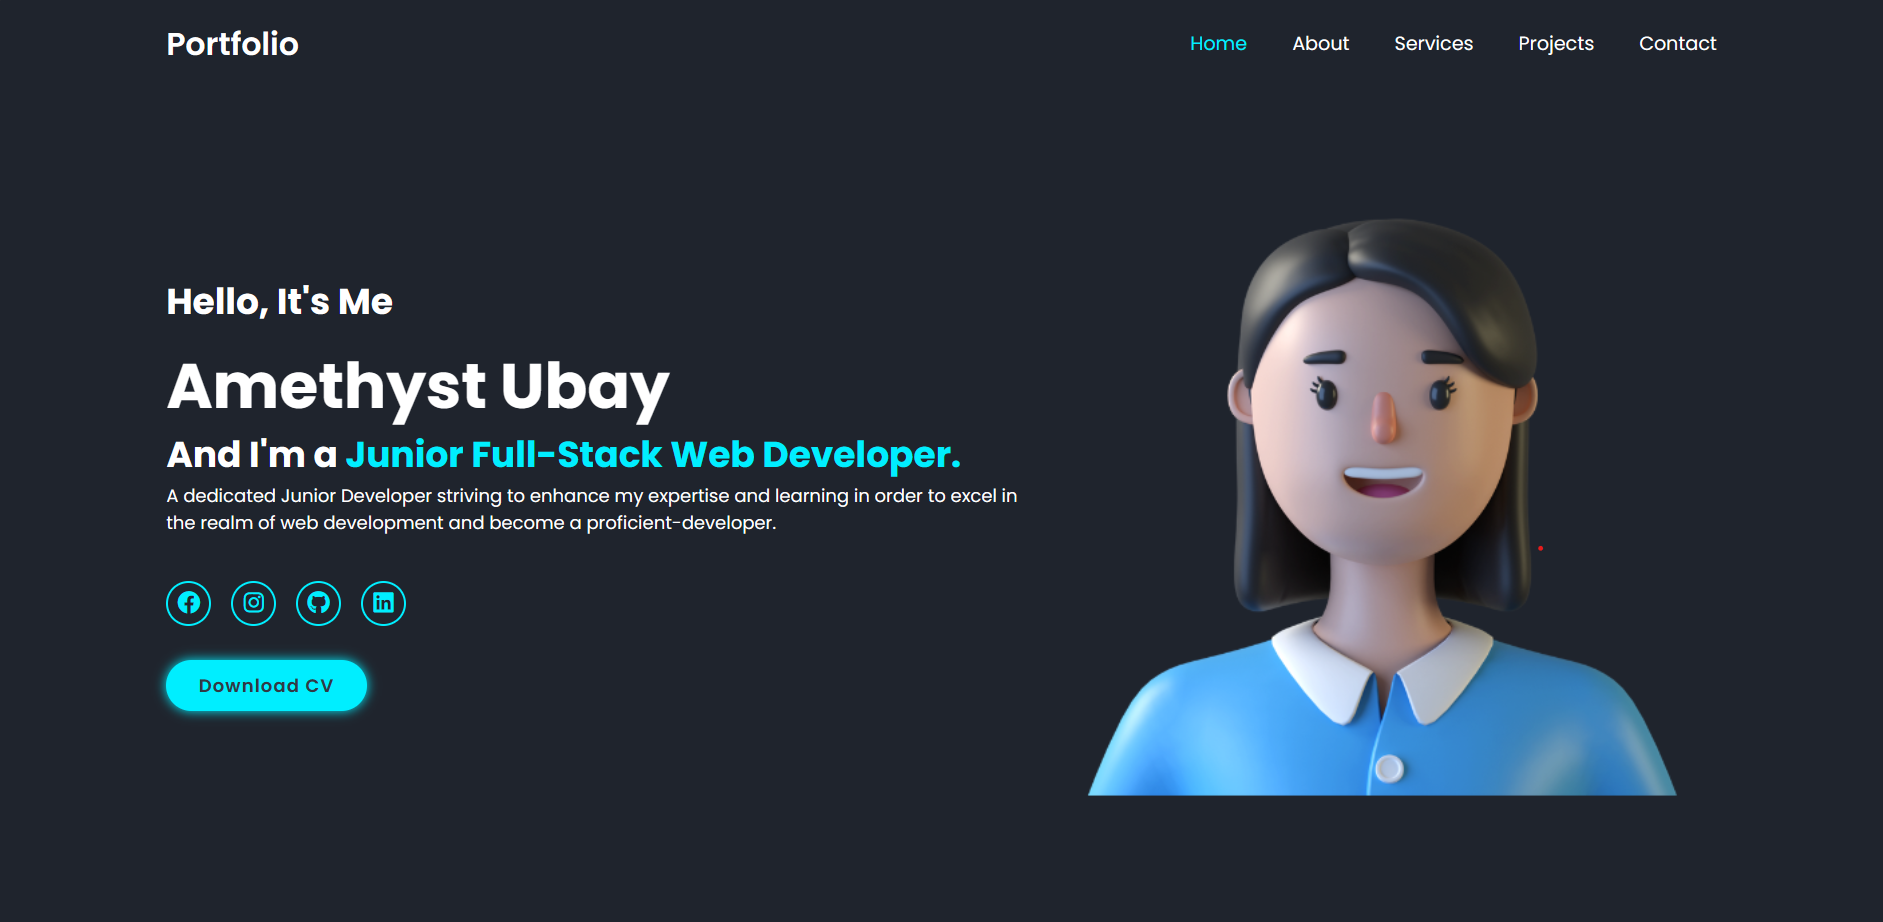 Portfolio
Home About Services Projects Contact
Hello, It's Me
Amethyst Ubay
And I'm a Junior Full-Stack Web Developer.
A dedicated Junior Developer striving to enhance my expertise and learning in order to excel in
the realm of web development and become a proficient-developer.
in
Download CV